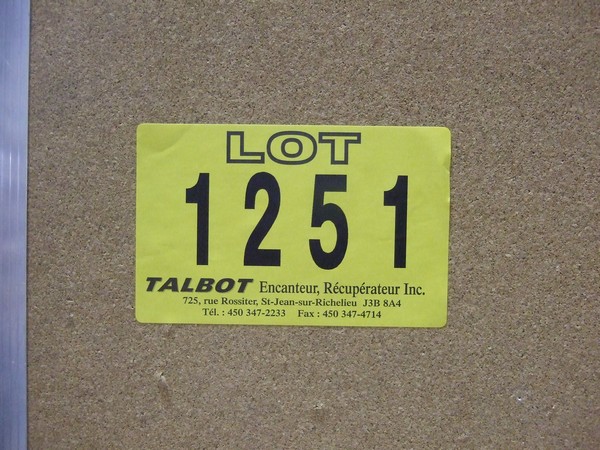 LOT
1251
TALBOT Encanteur, Récupérateur Inc.
725, rue Rossiter, St-Jean-sur-Richelieu J3B 8A4
Tél. : 450 347-2233 Fax : 450 347-4714